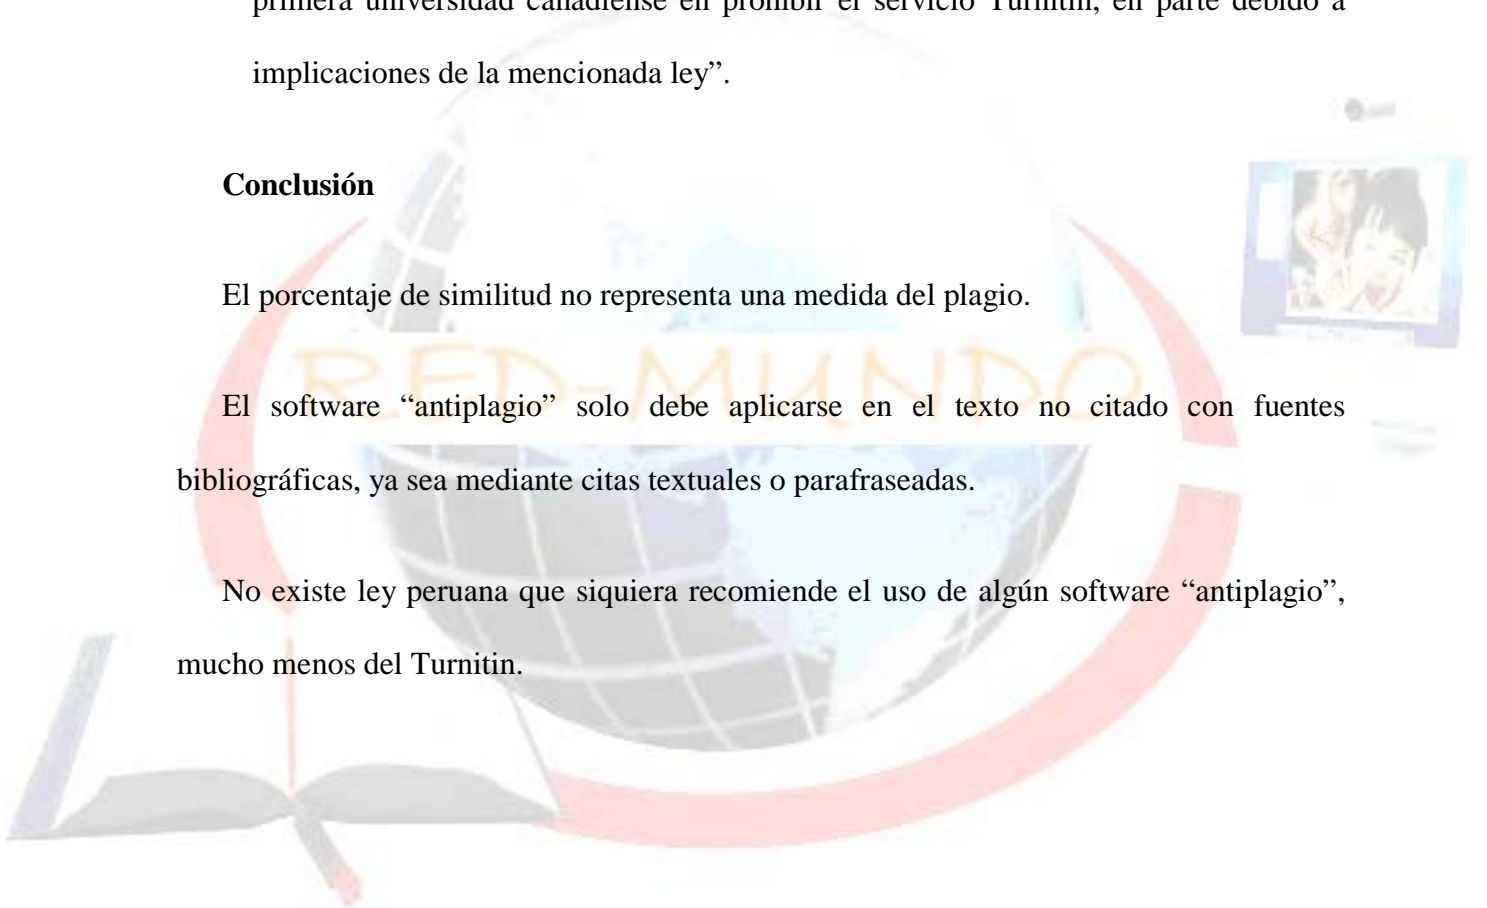 primera universidad canadiense en prohibir el servicio Turnitin, en parte debido a
implicaciones de la mencionada ley”.
Conclusión
El porcentaje de similitud no representa una medida del plagio.
RED-MUNDO
El software “antiplagio” solo debe aplicarse en el texto no citado con fuentes
bibliográficas, ya sea mediante citas textuales o parafraseadas.
No existe ley peruana que siquiera recomiende el uso de algún software “antiplagio”,
mucho menos del Turnitin.